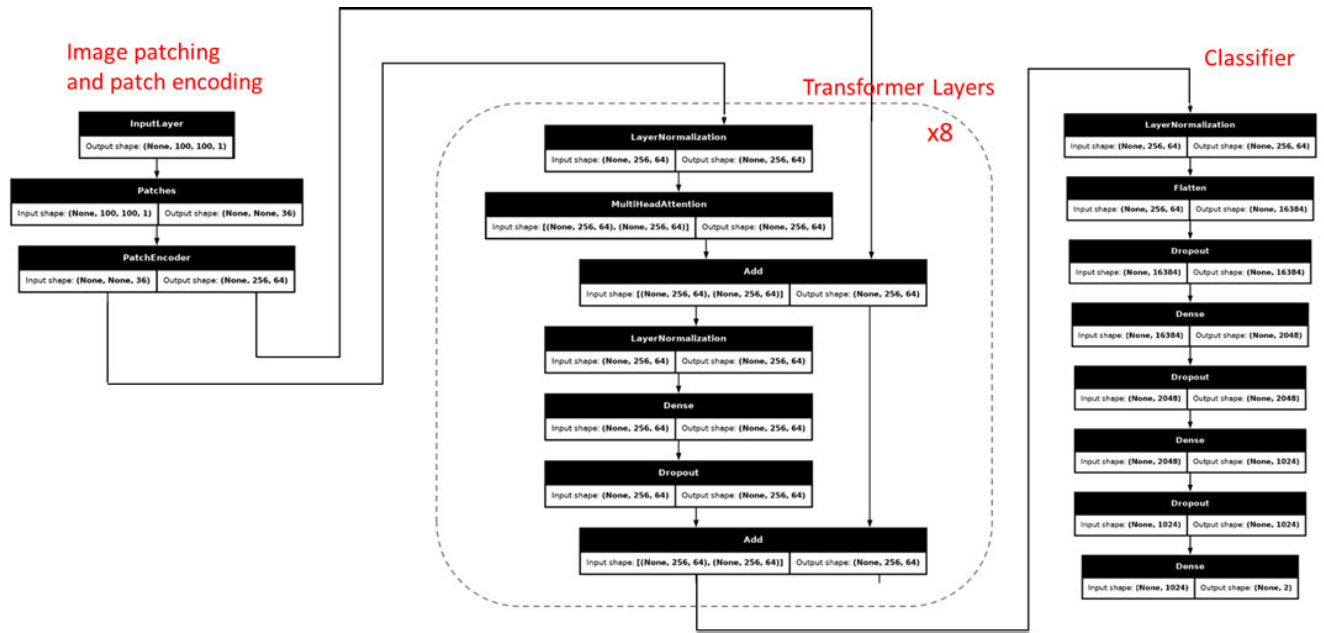 Image patching
and patch encoding
InputLayer
Output shape: (None, 100, 100, 1)
Patches
Input shape: (None, 100, 100, 1) Output shape: (None, None, 36)
PatchEncoder
Input shape: (None, None, 36) Output shape: (None, 256, 64)
Transformer Layers
x8
LayerNormalization
Input shape: (None, 256, 64) Output shape: (None, 256, 64)
MultiHeadAttention
Input shape: [(None, 256, 64), (None, 256, 64)] Output shape: (None, 256, 64)
Add
Input shape: [(None, 256, 64), (None, 256, 64)] Output shape: (None, 256, 64)
LayerNormalization
Input shape: (None, 256, 64) Output shape: (None, 256, 64)
Dense
Input shape: (None, 256, 64) Output shape: (None, 256, 64)
Dropout
Input shape: (None, 256, 64) Output shape: (None, 256, 64)
Add
Input shape: [(None, 256, 64), (None, 256, 64)] Output shape: (None, 256, 64)
Classifier
LayerNormalization
Input shape: (None, 256, 64) Output shape: (None, 256, 64)
Flatten
Input shape: (None, 256, 64) Output shape: (None, 16384)
Dropout
Input shape: (None, 16384) Output shape: (None, 16384)
Dense
Input shape: (None, 16384) Output shape: (None, 2048)
Dropout
Input shape: (None, 2048) Output shape: (None, 2048)
Dense
Input shape: (None, 2048) Output shape: (None, 1024)
Dropout
Input shape: (None, 1024) Output shape: (None, 1024)
Dense
Input shape: (None, 1024) Output shape: (None, 2)